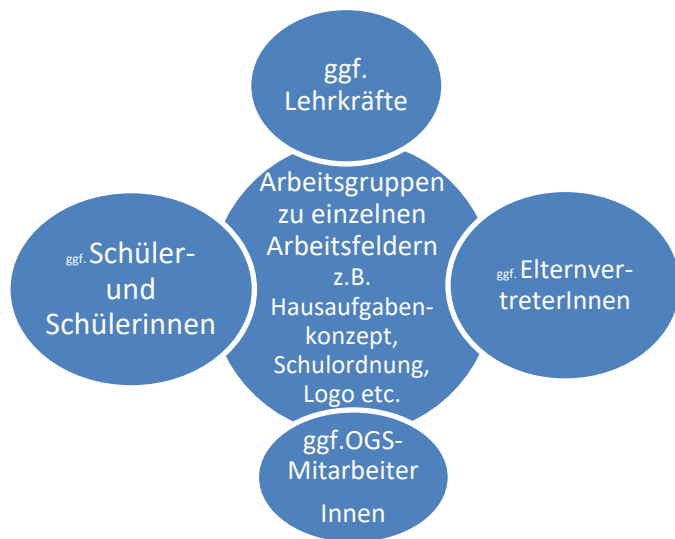 ggf.
Lehrkräfte
Arbeitsgruppen
zu einzelnen
Arbeitsfeldern
z.B.
Hausaufgaben-
konzept,
Schulordnung,
Logo etc.
ggf. Schüler-
und
Schülerinnen
ggf. Elternver-
treterInnen
ggf.OGS-
Mitarbeiter
Innen